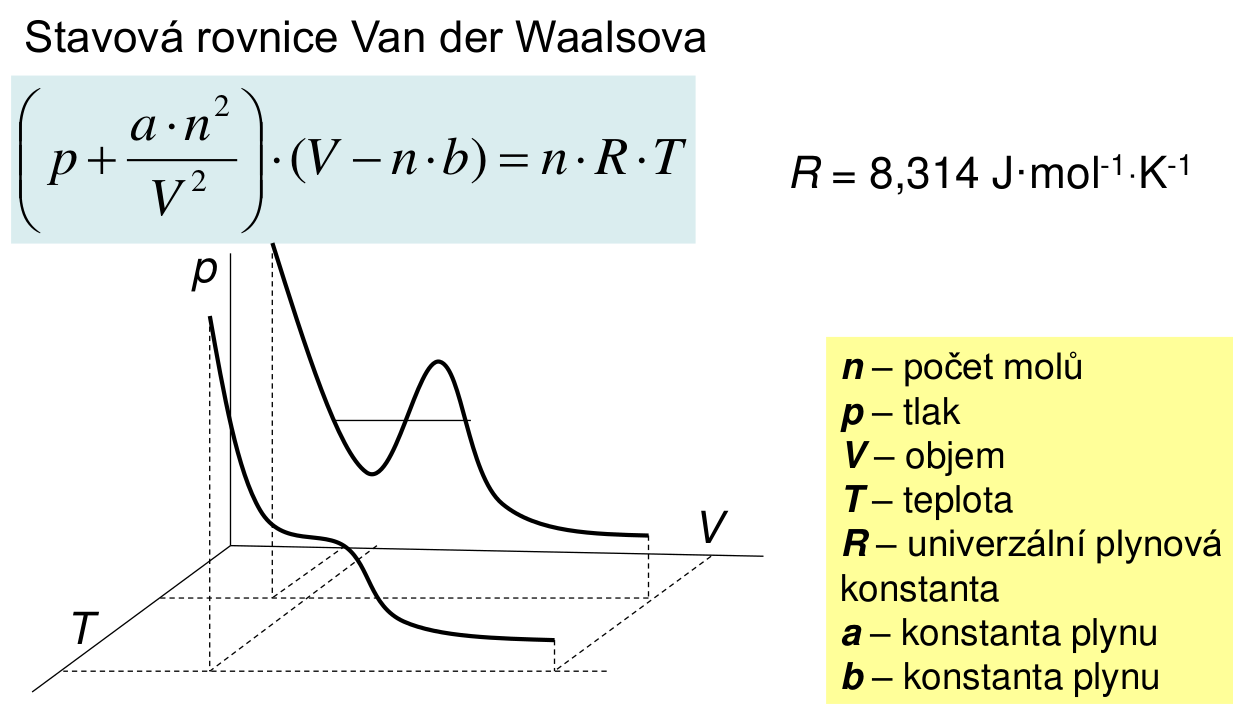 Stavová rovnice Van der Waalsova
(p + a · n² / V²) · (V − n · b) = n · R · T
R = 8,314 J·mol⁻¹·K⁻¹
p
V
T
n – počet molů
p – tlak
V – objem
T – teplota
R – univerzální plynová
konstanta
a – konstanta plynu
b – konstanta plynu